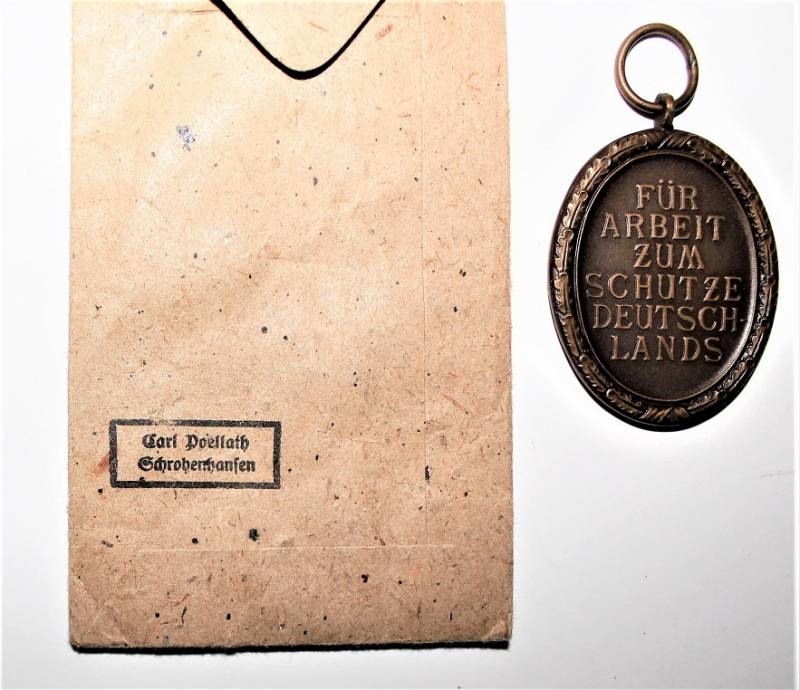 Carl Poellath
Schrobenhausen
FÜR
ARBEIT
ZUM
SCHUTZE
DEUTSCH-
LANDS